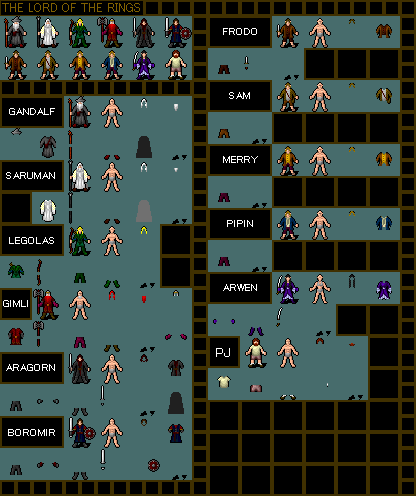 THE LORD OF THE RINGS
GANDALF
SARUMAN
LEGOLAS
GIMLI
ARAGORN
BOROMIR
FRODO
SAM
MERRY
PIPIN
ARWEN
PJ